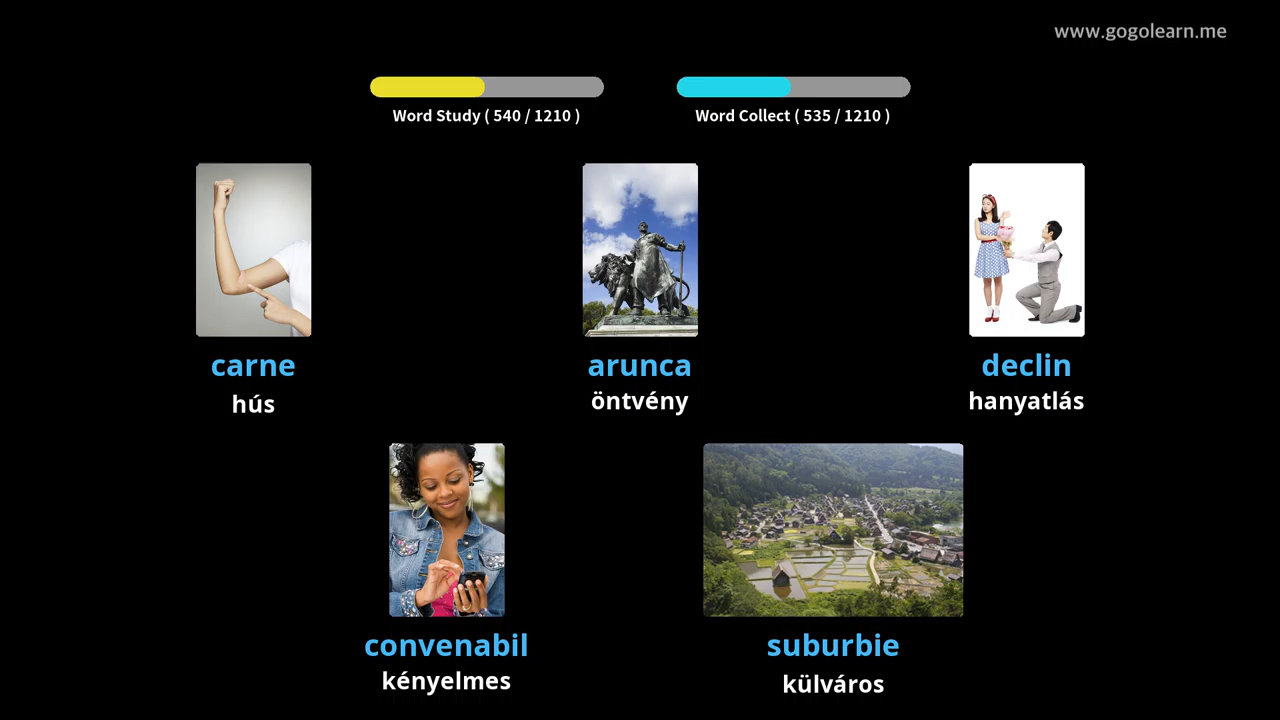 www.gogolearn.me
Word Study ( 540 / 1210 )
Word Collect ( 535 / 1210 )
carne
hús
arunca
öntvény
declin
hanyatlás
convenabil
kényelmes
suburbie
külváros